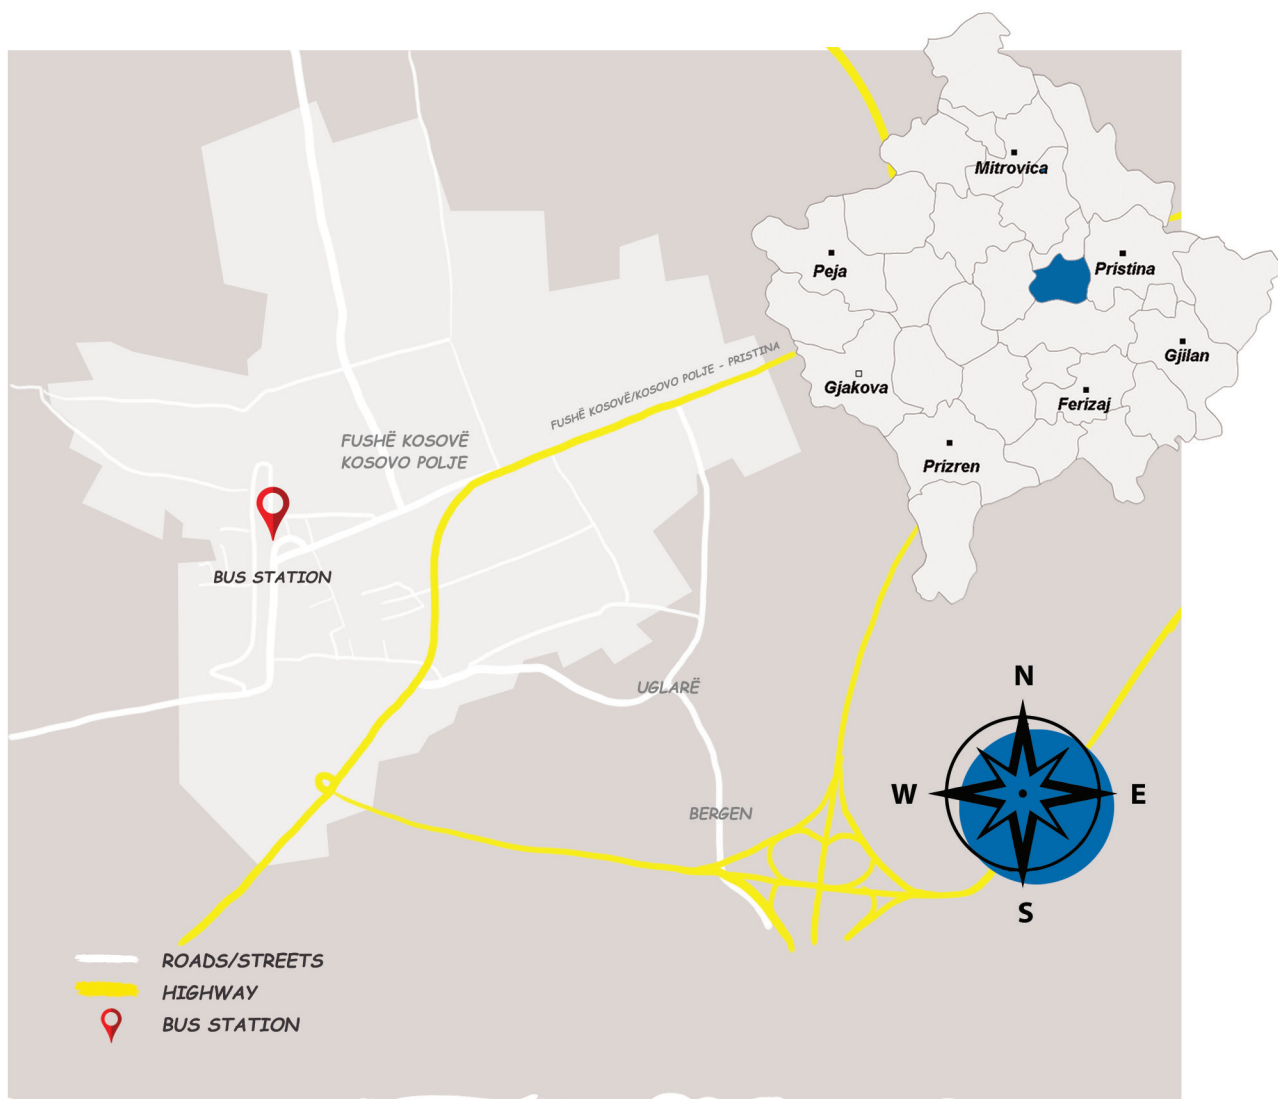 Mitrovica
Peja
Pristina
Gjilan
Gjakova
Ferizaj
Prizren
FUSHË KOSOVË/KOSOVO POLJE - PRISTINA
FUSHË KOSOVË
KOSOVO POLJE
BUS STATION
UGLARË
BERGEN
N
W
E
S
ROADS/STREETS
HIGHWAY
BUS STATION